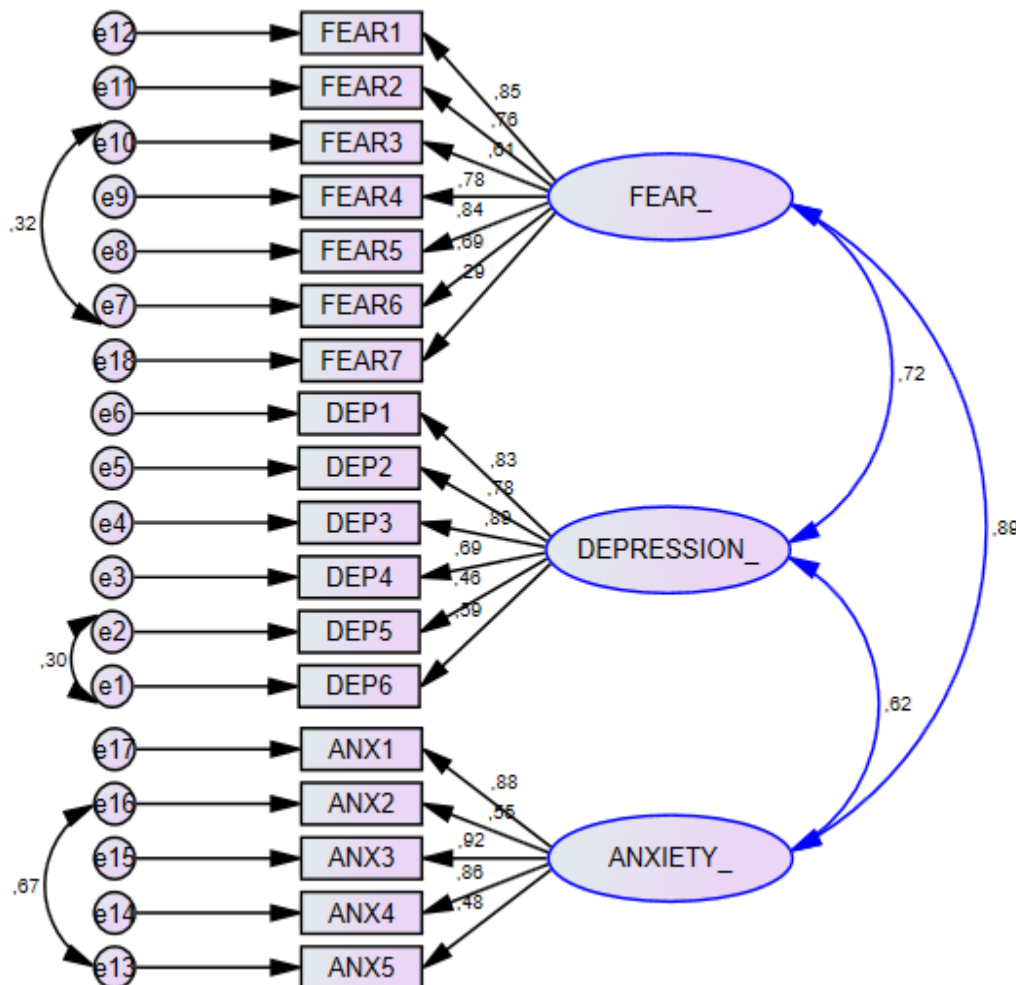 e12 FEAR1
,85
e11 FEAR2
,76
e10 FEAR3
,61
e9 FEAR4
,78
FEAR_
,32
e8 FEAR5
,84
,69
e7 FEAR6
,29
e18 FEAR7
,72
e6 DEP1
,83
e5 DEP2
,78
e4 DEP3
,89
,89
DEPRESSION_
e3 DEP4
,69
,46
e2 DEP5
,59
,30
e1 DEP6
,62
e17 ANX1
,88
e16 ANX2
,55
e15 ANX3
,92
ANXIETY_
,67
e14 ANX4
,86
,48
e13 ANX5